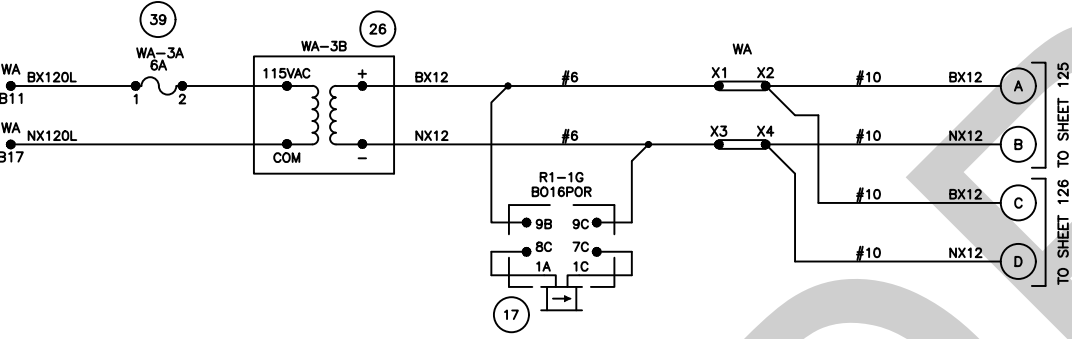 39
26
WA-3A
6A
WA-3B
WA
WA BX120L
B11
1 2
115VAC
+
BX12
#6
X1 X2
#10
BX12
A
WA NX120L
B17
COM
-
NX12
#6
X3 X4
#10
NX12
B
TO SHEET 125
R1-1G
BO16POR
9B 9C
8C 7C
1A 1C
17
#10
BX12
C
#10
NX12
D
TO SHEET 126